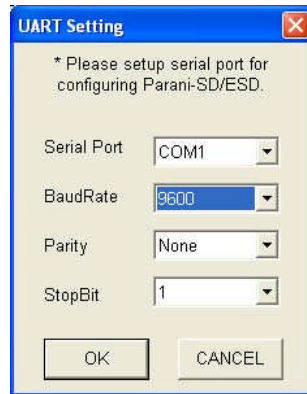 UART Setting
* Please setup serial port for
configuring Parani-SD/ESD.
Serial Port COM1
BaudRate 9600
Parity None
StopBit 1
OK CANCEL